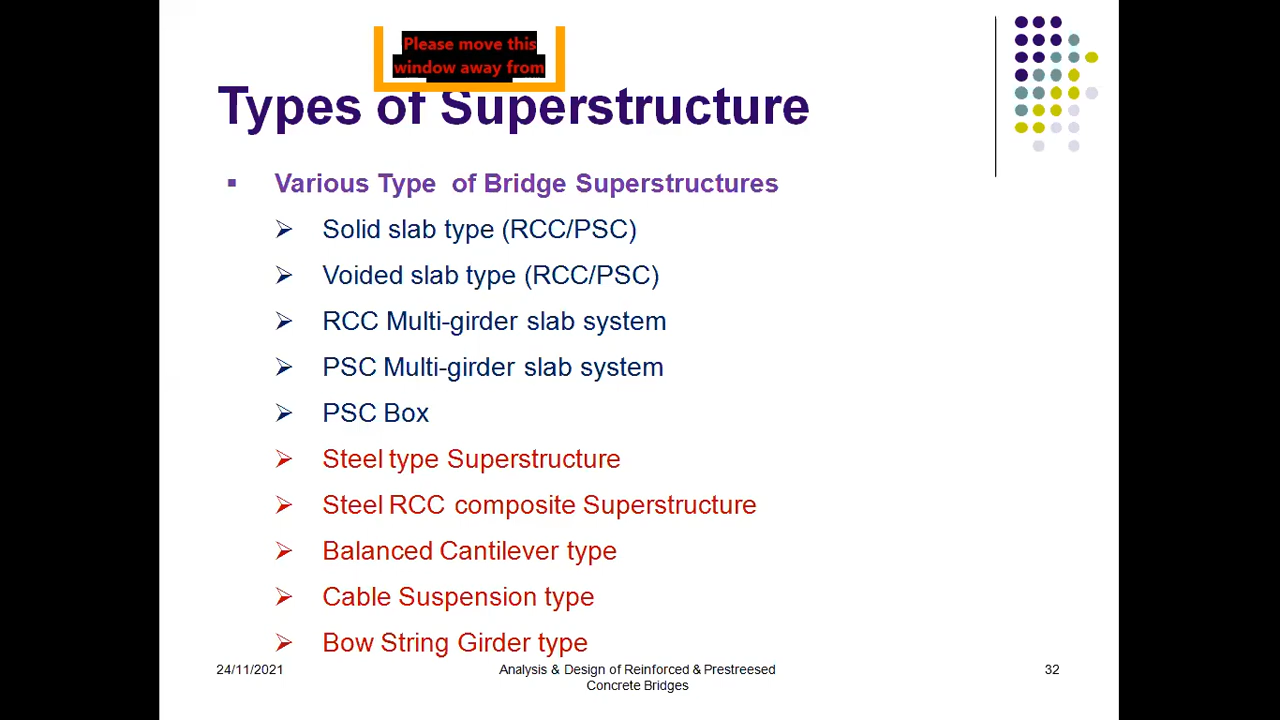 Please move this
window away from
Types of Superstructure
▪ Various Type of Bridge Superstructures
➢ Solid slab type (RCC/PSC)
➢ Voided slab type (RCC/PSC)
➢ RCC Multi-girder slab system
➢ PSC Multi-girder slab system
➢ PSC Box
➢ Steel type Superstructure
➢ Steel RCC composite Superstructure
➢ Balanced Cantilever type
➢ Cable Suspension type
➢ Bow String Girder type
24/11/2021
Analysis & Design of Reinforced & Prestreesed
Concrete Bridges
32